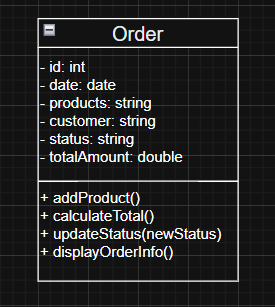 Order
- id: int
- date: date
- products: string
- customer: string
- status: string
- totalAmount: double
+ addProduct()
+ calculateTotal()
+ updateStatus(newStatus)
+ displayOrderInfo()